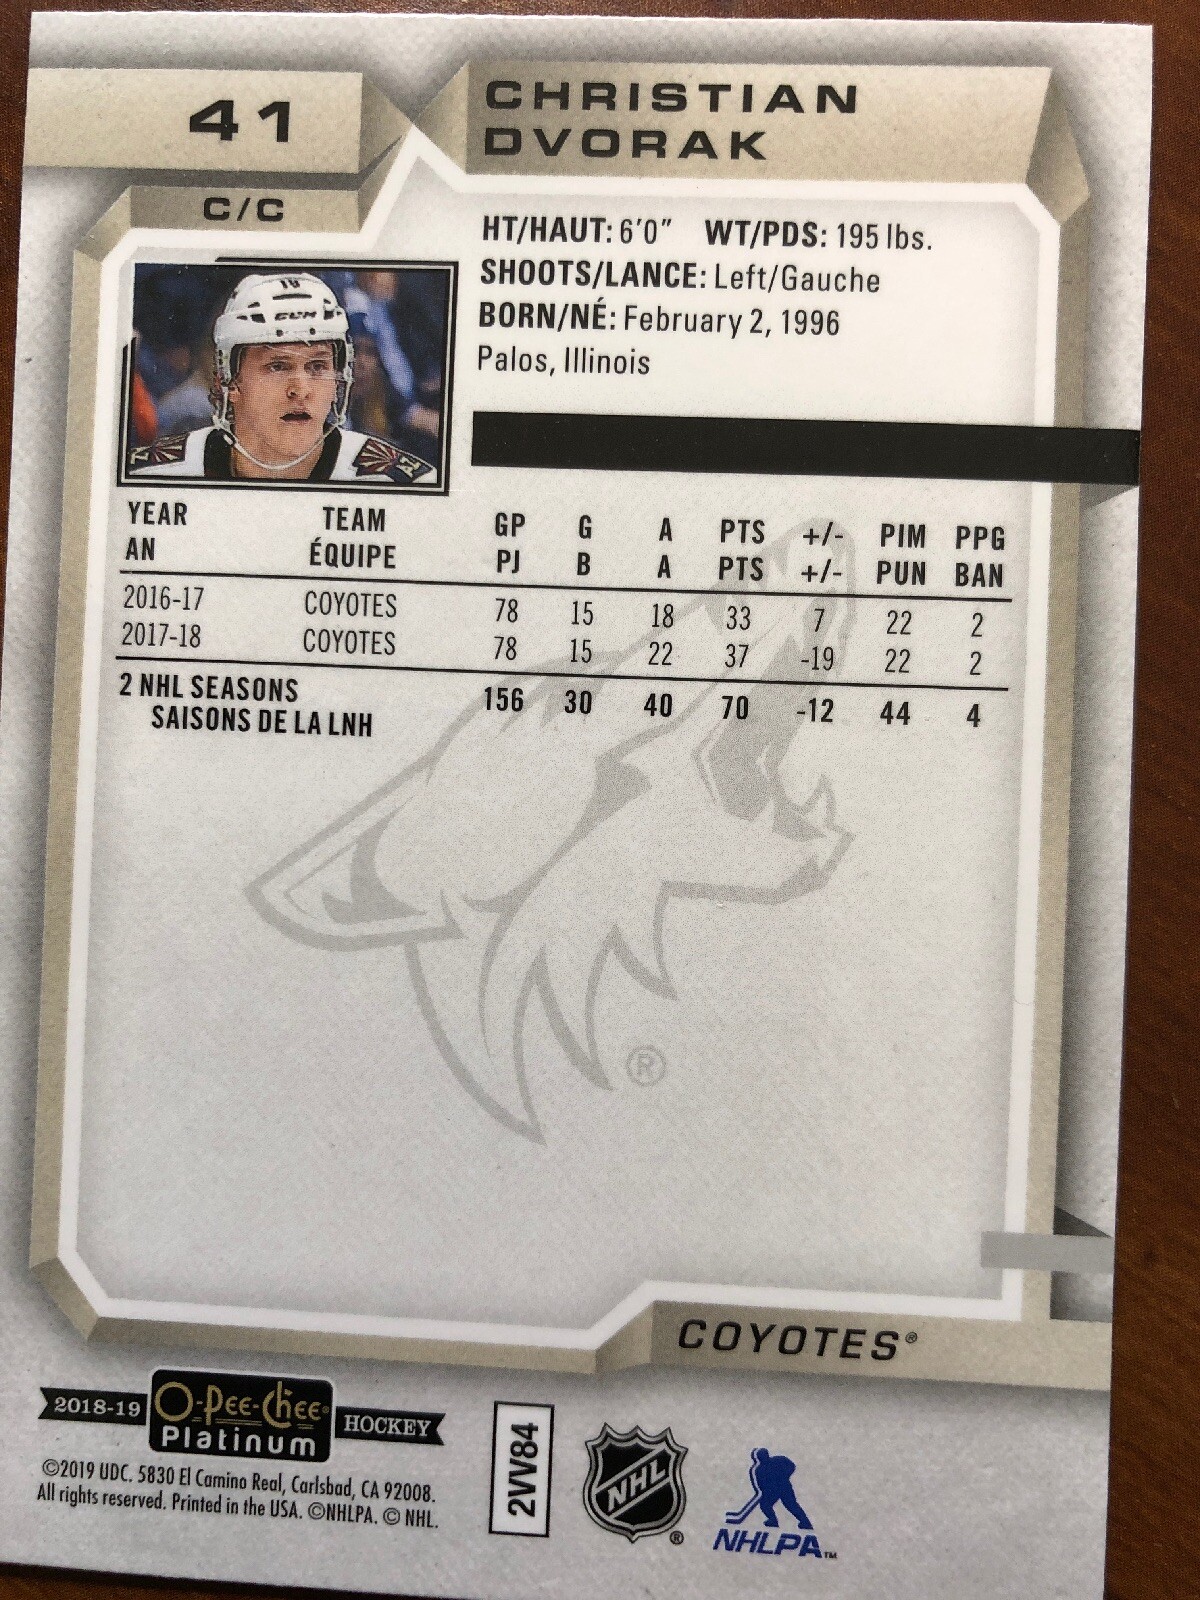 41
CHRISTIAN
DVORAK
C/C
HT/HAUT: 6'0" WT/PDS: 195 lbs.
SHOOTS/LANCE: Left/Gauche
BORN/NÉ: February 2, 1996
Palos, Illinois
18
CCM
AZ
YEAR TEAM GP G A PTS +/- PIM PPG
AN ÉQUIPE PJ B A PTS +/- PUN BAN
2016-17 COYOTES 78 15 18 33 7 22 2
2017-18 COYOTES 78 15 22 37 -19 22 2
2 NHL SEASONS 156 30 40 70 -12 44 4
SAISONS DE LA LNH
®
COYOTES®
2018-19 O-Pee-Chee® Platinum HOCKEY
©2019 UDC. 5830 El Camino Real, Carlsbad, CA 92008.
All rights reserved. Printed in the USA. ©NHLPA. © NHL.
2VV84
NHL ®
NHLPA™